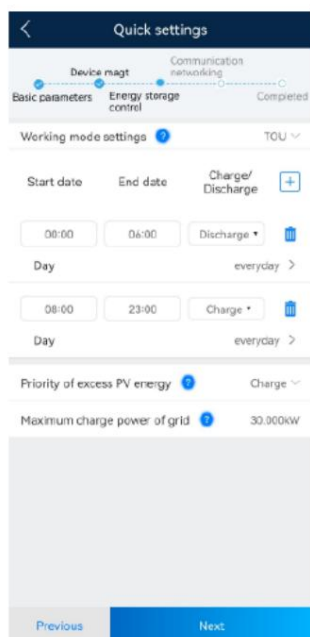 Quick settings
Device magt
Communication
networking
Basic parameters
Energy storage
control
Completed
Working mode settings ? TOU
Start date End date Charge/
Discharge
00:00 06:00 Discharge
Day everyday >
08:00 23:00 Charge
Day everyday >
Priority of excess PV energy ? Charge
Maximum charge power of grid ? 30.000kW
Previous Next